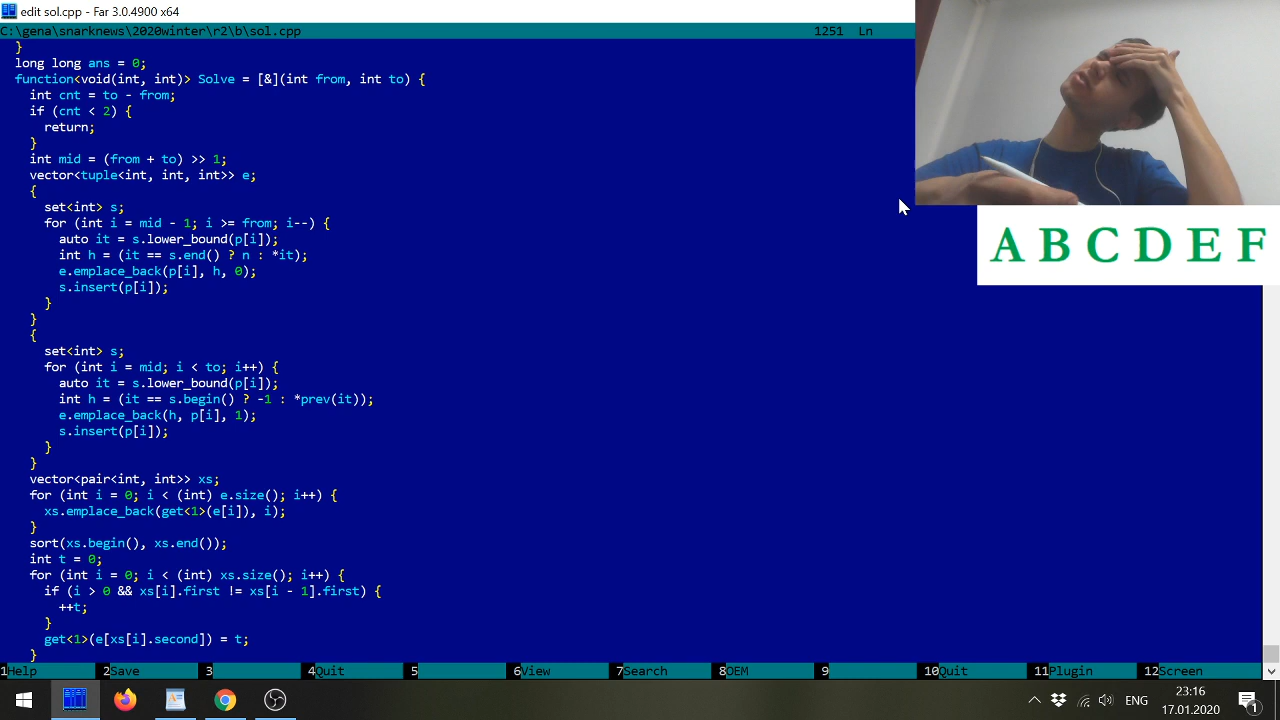 edit sol.cpp - Far 3.0.4900 x64
C:\gena\snarknews\2020winter\r2\b\sol.cpp 1251 Ln
}
long long ans = 0;
function<void(int, int)> Solve = [&](int from, int to) {
int cnt = to - from;
if (cnt < 2) {
return;
}
int mid = (from + to) >> 1;
vector<tuple<int, int, int>> e;
{
set<int> s;
for (int i = mid - 1; i >= from; i--) {
auto it = s.lower_bound(p[i]);
int h = (it == s.end() ? n : *it);
e.emplace_back(p[i], h, 0);
s.insert(p[i]);
}
}
{
set<int> s;
for (int i = mid; i < to; i++) {
auto it = s.lower_bound(p[i]);
int h = (it == s.begin() ? -1 : *prev(it));
e.emplace_back(h, p[i], 1);
s.insert(p[i]);
}
}
vector<pair<int, int>> xs;
for (int i = 0; i < (int) e.size(); i++) {
xs.emplace_back(get<1>(e[i]), i);
}
sort(xs.begin(), xs.end());
int t = 0;
for (int i = 0; i < (int) xs.size(); i++) {
if (i > 0 && xs[i].first != xs[i - 1].first) {
++t;
}
get<1>(e[xs[i].second]) = t;
}
A B C D E F
1Help 2Save 3 4Quit 5 6View 7Search 8OEM 9 10Quit 11Plugin 12Screen
ENG 23:16
17.01.2020 1